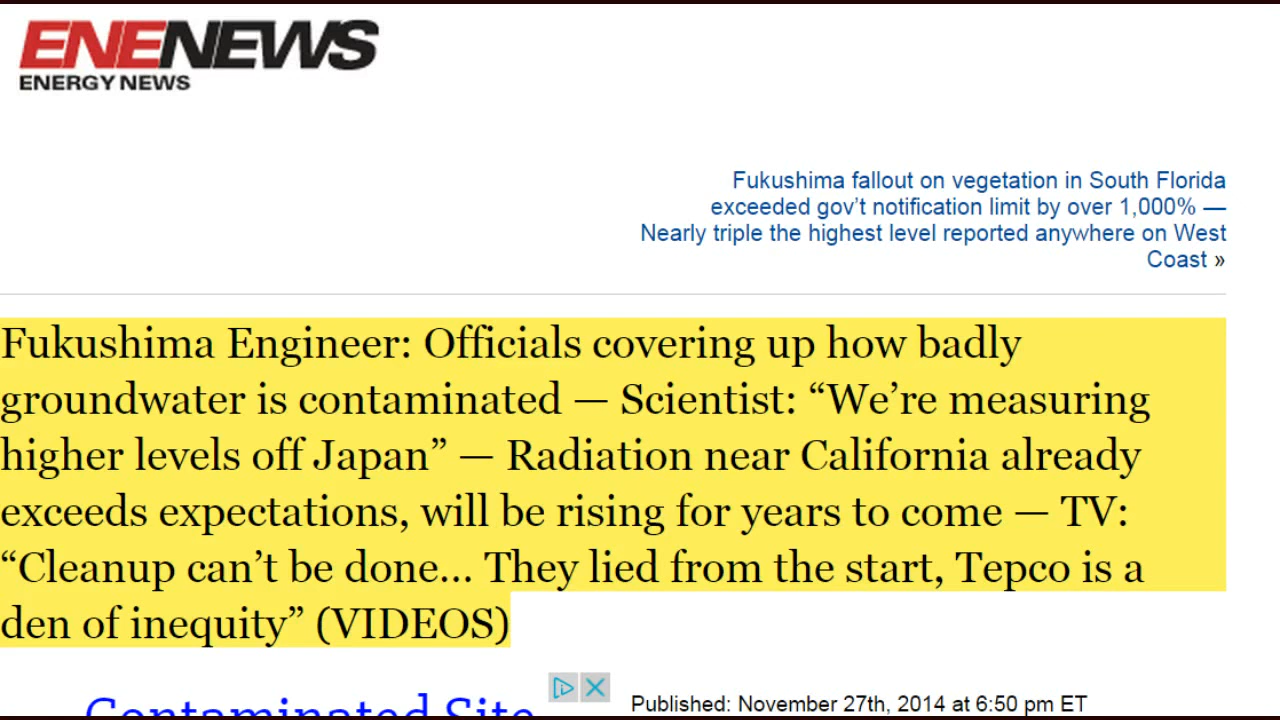 ENENEWS
ENERGY NEWS
Fukushima fallout on vegetation in South Florida
exceeded gov’t notification limit by over 1,000% —
Nearly triple the highest level reported anywhere on West
Coast »
Fukushima Engineer: Officials covering up how badly
groundwater is contaminated — Scientist: “We’re measuring
higher levels off Japan” — Radiation near California already
exceeds expectations, will be rising for years to come — TV:
“Cleanup can’t be done… They lied from the start, Tepco is a
den of inequity” (VIDEOS)
Contaminated Site
Published: November 27th, 2014 at 6:50 pm ET